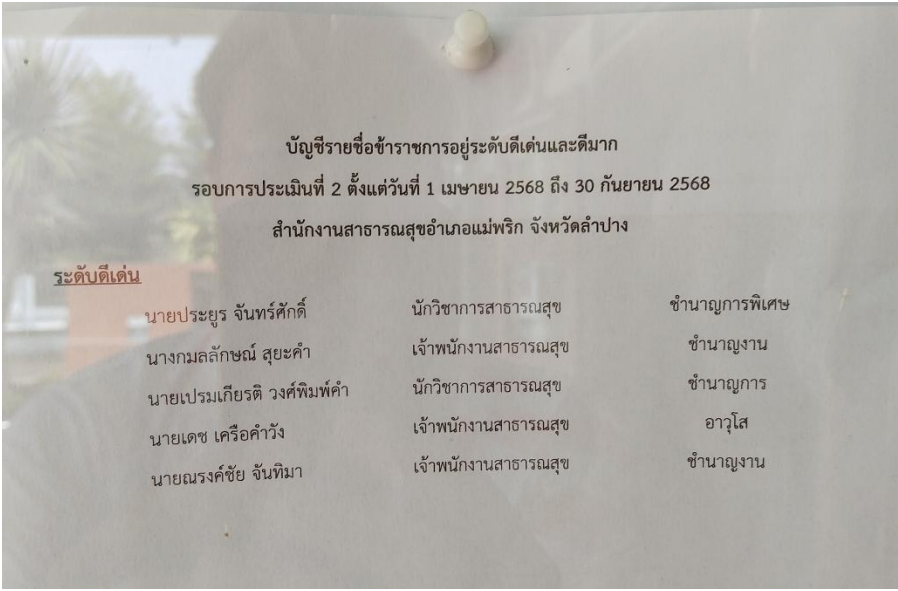 บัญชีรายชื่อข้าราชการอยู่ระดับดีเด่นและดีมาก
รอบการประเมินที่ 2 ตั้งแต่วันที่ 1 เมษายน 2568 ถึง 30 กันยายน 2568
สำนักงานสาธารณสุขอำเภอแม่พริก จังหวัดลำปาง
ระดับดีเด่น
นายประยูร จันทร์ศักดิ์ นักวิชาการสาธารณสุข ชำนาญการพิเศษ
นางกมลลักษณ์ สุยะคำ เจ้าพนักงานสาธารณสุข ชำนาญงาน
นายเปรมเกียรติ วงศ์พิมพ์คำ นักวิชาการสาธารณสุข ชำนาญการ
นายเดช เครือคำวัง เจ้าพนักงานสาธารณสุข อาวุโส
นายณรงค์ชัย จันทิมา เจ้าพนักงานสาธารณสุข ชำนาญงาน